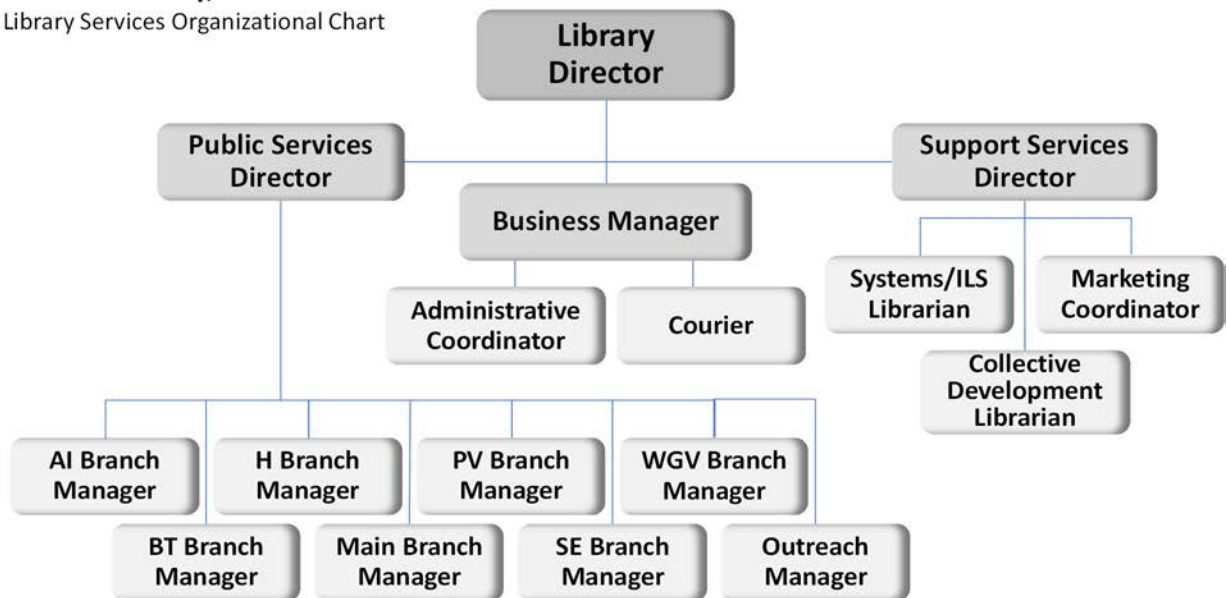 Library Services Organizational Chart
Library
Director
Public Services
Director
Support Services
Director
Business Manager
Systems/ILS
Librarian
Marketing
Coordinator
Administrative
Coordinator
Courier
Collective
Development
Librarian
AI Branch
Manager
H Branch
Manager
PV Branch
Manager
WGV Branch
Manager
BT Branch
Manager
Main Branch
Manager
SE Branch
Manager
Outreach
Manager